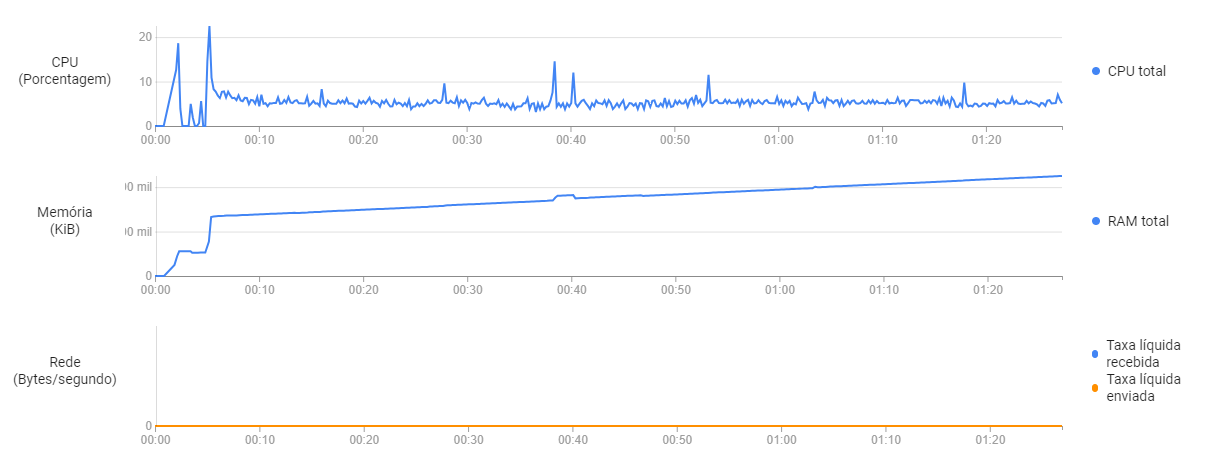 CPU
(Porcentagem)
20
10
0
00:00 00:10 00:20 00:30 00:40 00:50 01:00 01:10 01:20
CPU total
Memória
(KiB)
0 mil
0 mil
0
00:00 00:10 00:20 00:30 00:40 00:50 01:00 01:10 01:20
RAM total
Rede
(Bytes/segundo)
0
00:00 00:10 00:20 00:30 00:40 00:50 01:00 01:10 01:20
Taxa líquida
recebida
Taxa líquida
enviada